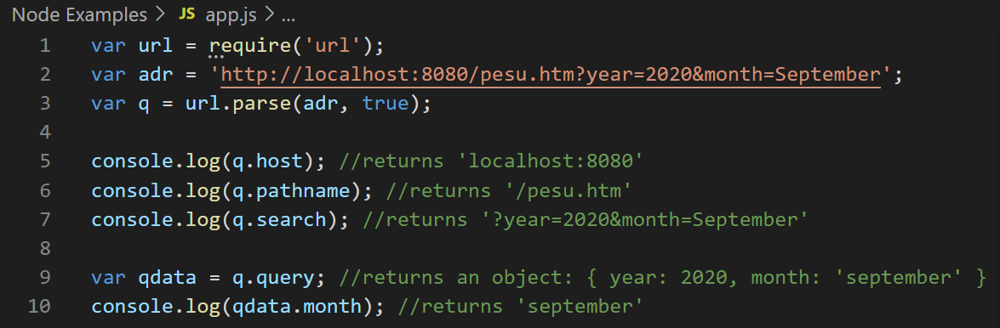 Node Examples > JS app.js > ...
1 var url = require('url');
2 var adr = 'http://localhost:8080/pesu.htm?year=2020&month=September';
3 var q = url.parse(adr, true);
4
5 console.log(q.host); //returns 'localhost:8080'
6 console.log(q.pathname); //returns '/pesu.htm'
7 console.log(q.search); //returns '?year=2020&month=September'
8
9 var qdata = q.query; //returns an object: { year: 2020, month: 'september' }
10 console.log(qdata.month); //returns 'september'